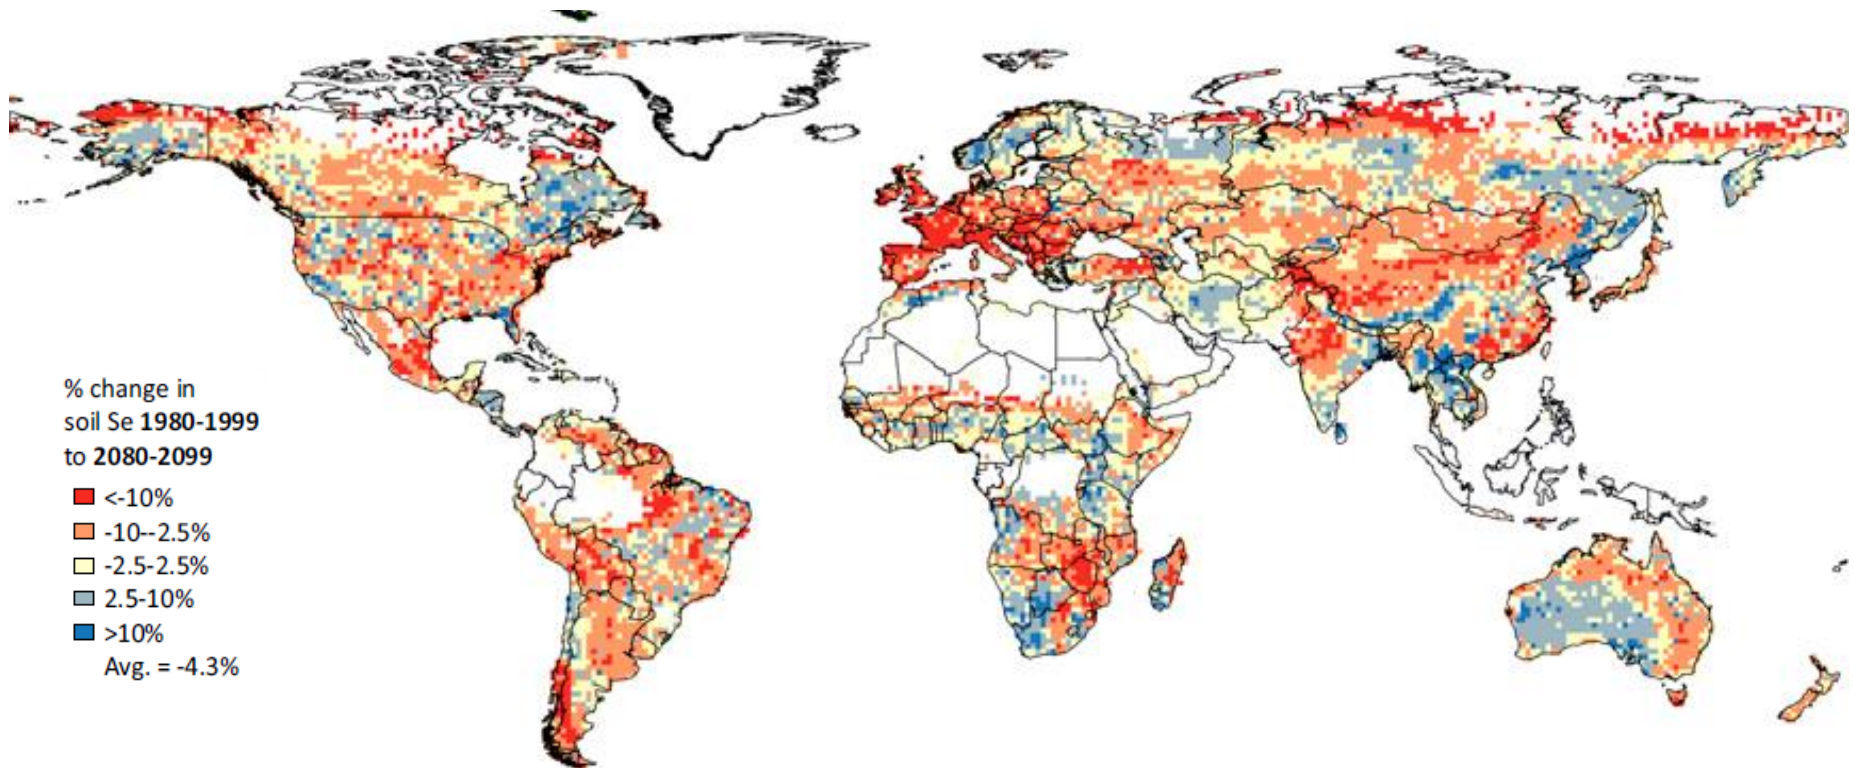 % change in
soil Se 1980-1999
to 2080-2099
<-10%
-10--2.5%
-2.5-2.5%
2.5-10%
>10%
Avg. = -4.3%